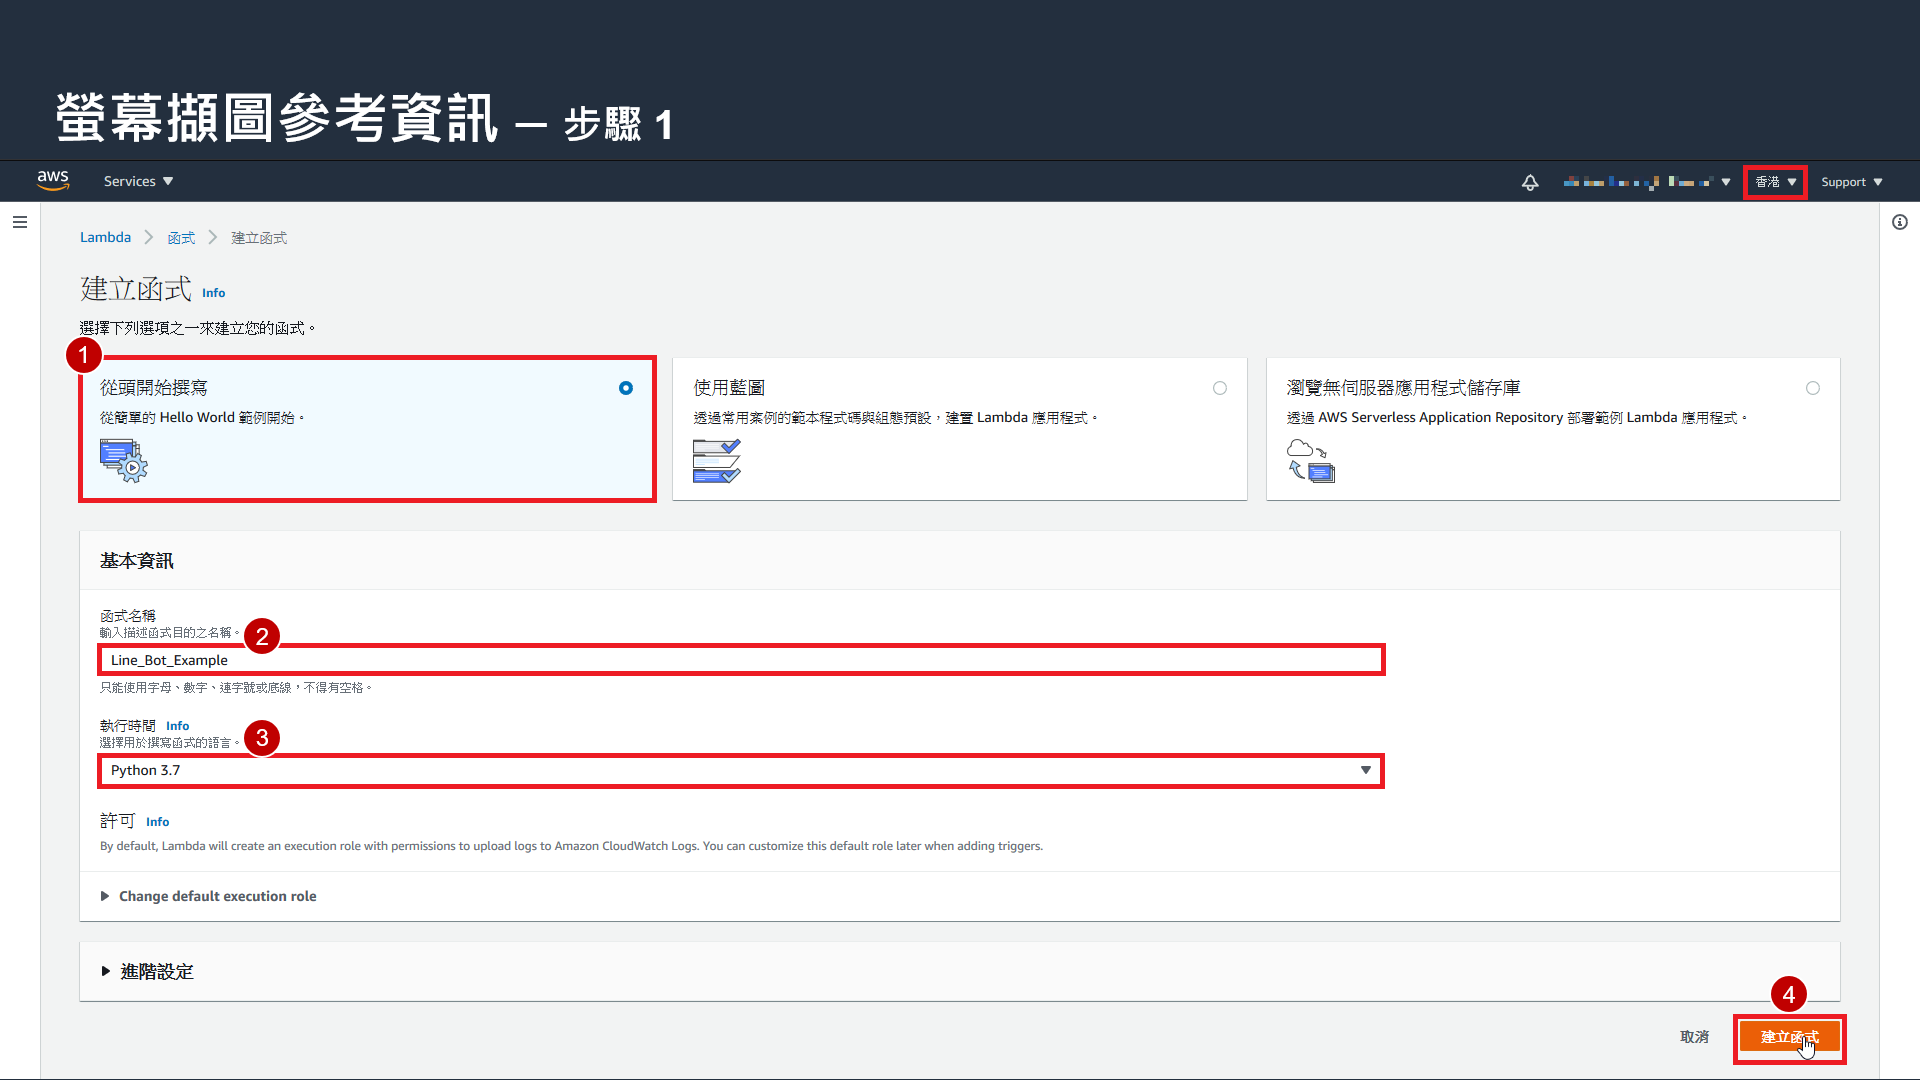 螢幕擷圖參考資訊 — 步驟 1
aws Services 香港 Support
Lambda 函式 建立函式
建立函式 Info
選擇下列選項之一來建立您的函式。
1
從頭開始撰寫
從簡單的 Hello World 範例開始。
使用藍圖
透過常用案例的範本程式碼與組態預設，建置 Lambda 應用程式。
瀏覽無伺服器應用程式儲存庫
透過 AWS Serverless Application Repository 部署範例 Lambda 應用程式。
基本資訊
函式名稱
輸入描述函式目的之名稱。
2
Line_Bot_Example
只能使用字母、數字、連字號或底線，不得有空格。
執行時間 Info
選擇用於撰寫函式的語言。
3
Python 3.7
許可 Info
By default, Lambda will create an execution role with permissions to upload logs to Amazon CloudWatch Logs. You can customize this default role later when adding triggers.
Change default execution role
進階設定
4
取消 建立函式